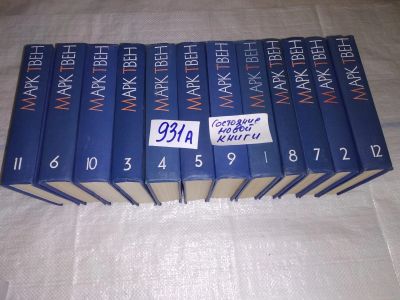 МАРК ТВЕН
11
МАРК ТВЕН
6
МАРК ТВЕН
10
МАРК ТВЕН
3
МАРК ТВЕН
4
МАРК ТВЕН
5
МАРК ТВЕН
9
МАРК ТВЕН
1
МАРК ТВЕН
8
МАРК ТВЕН
7
МАРК ТВЕН
2
МАРК ТВЕН
12
931А
Состояние
новой
книги